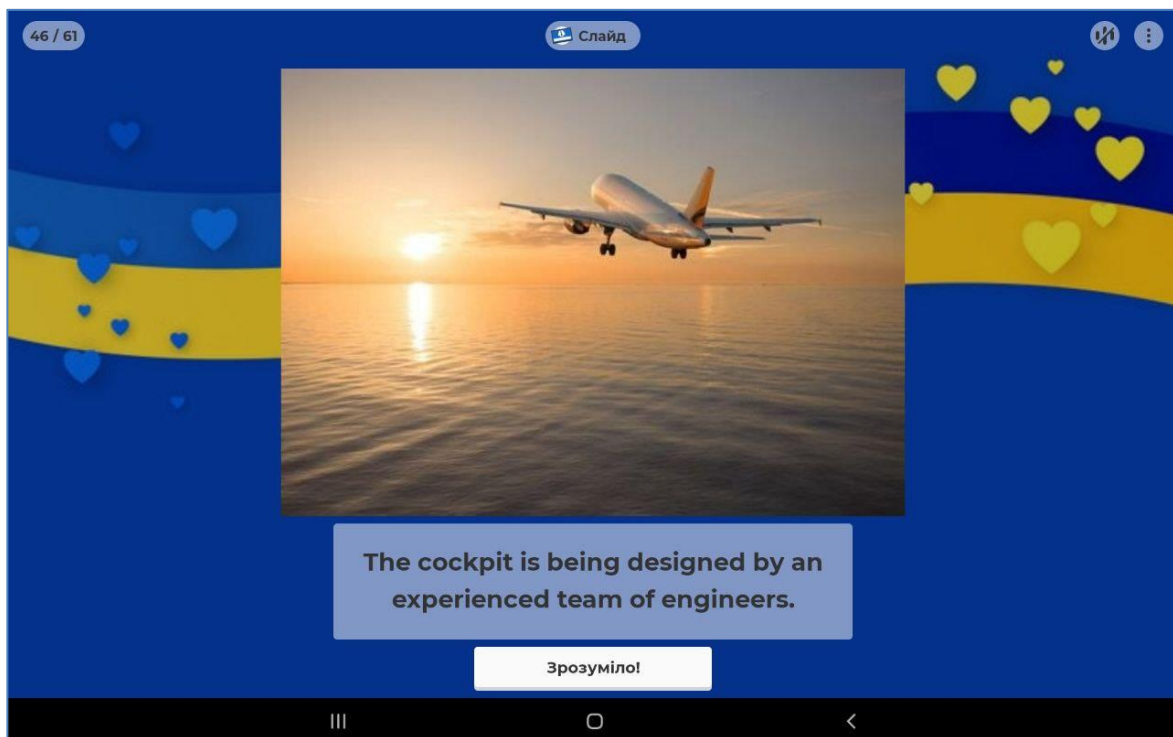 46 / 61
Слайд
The cockpit is being designed by an
experienced team of engineers.
Зрозуміло!